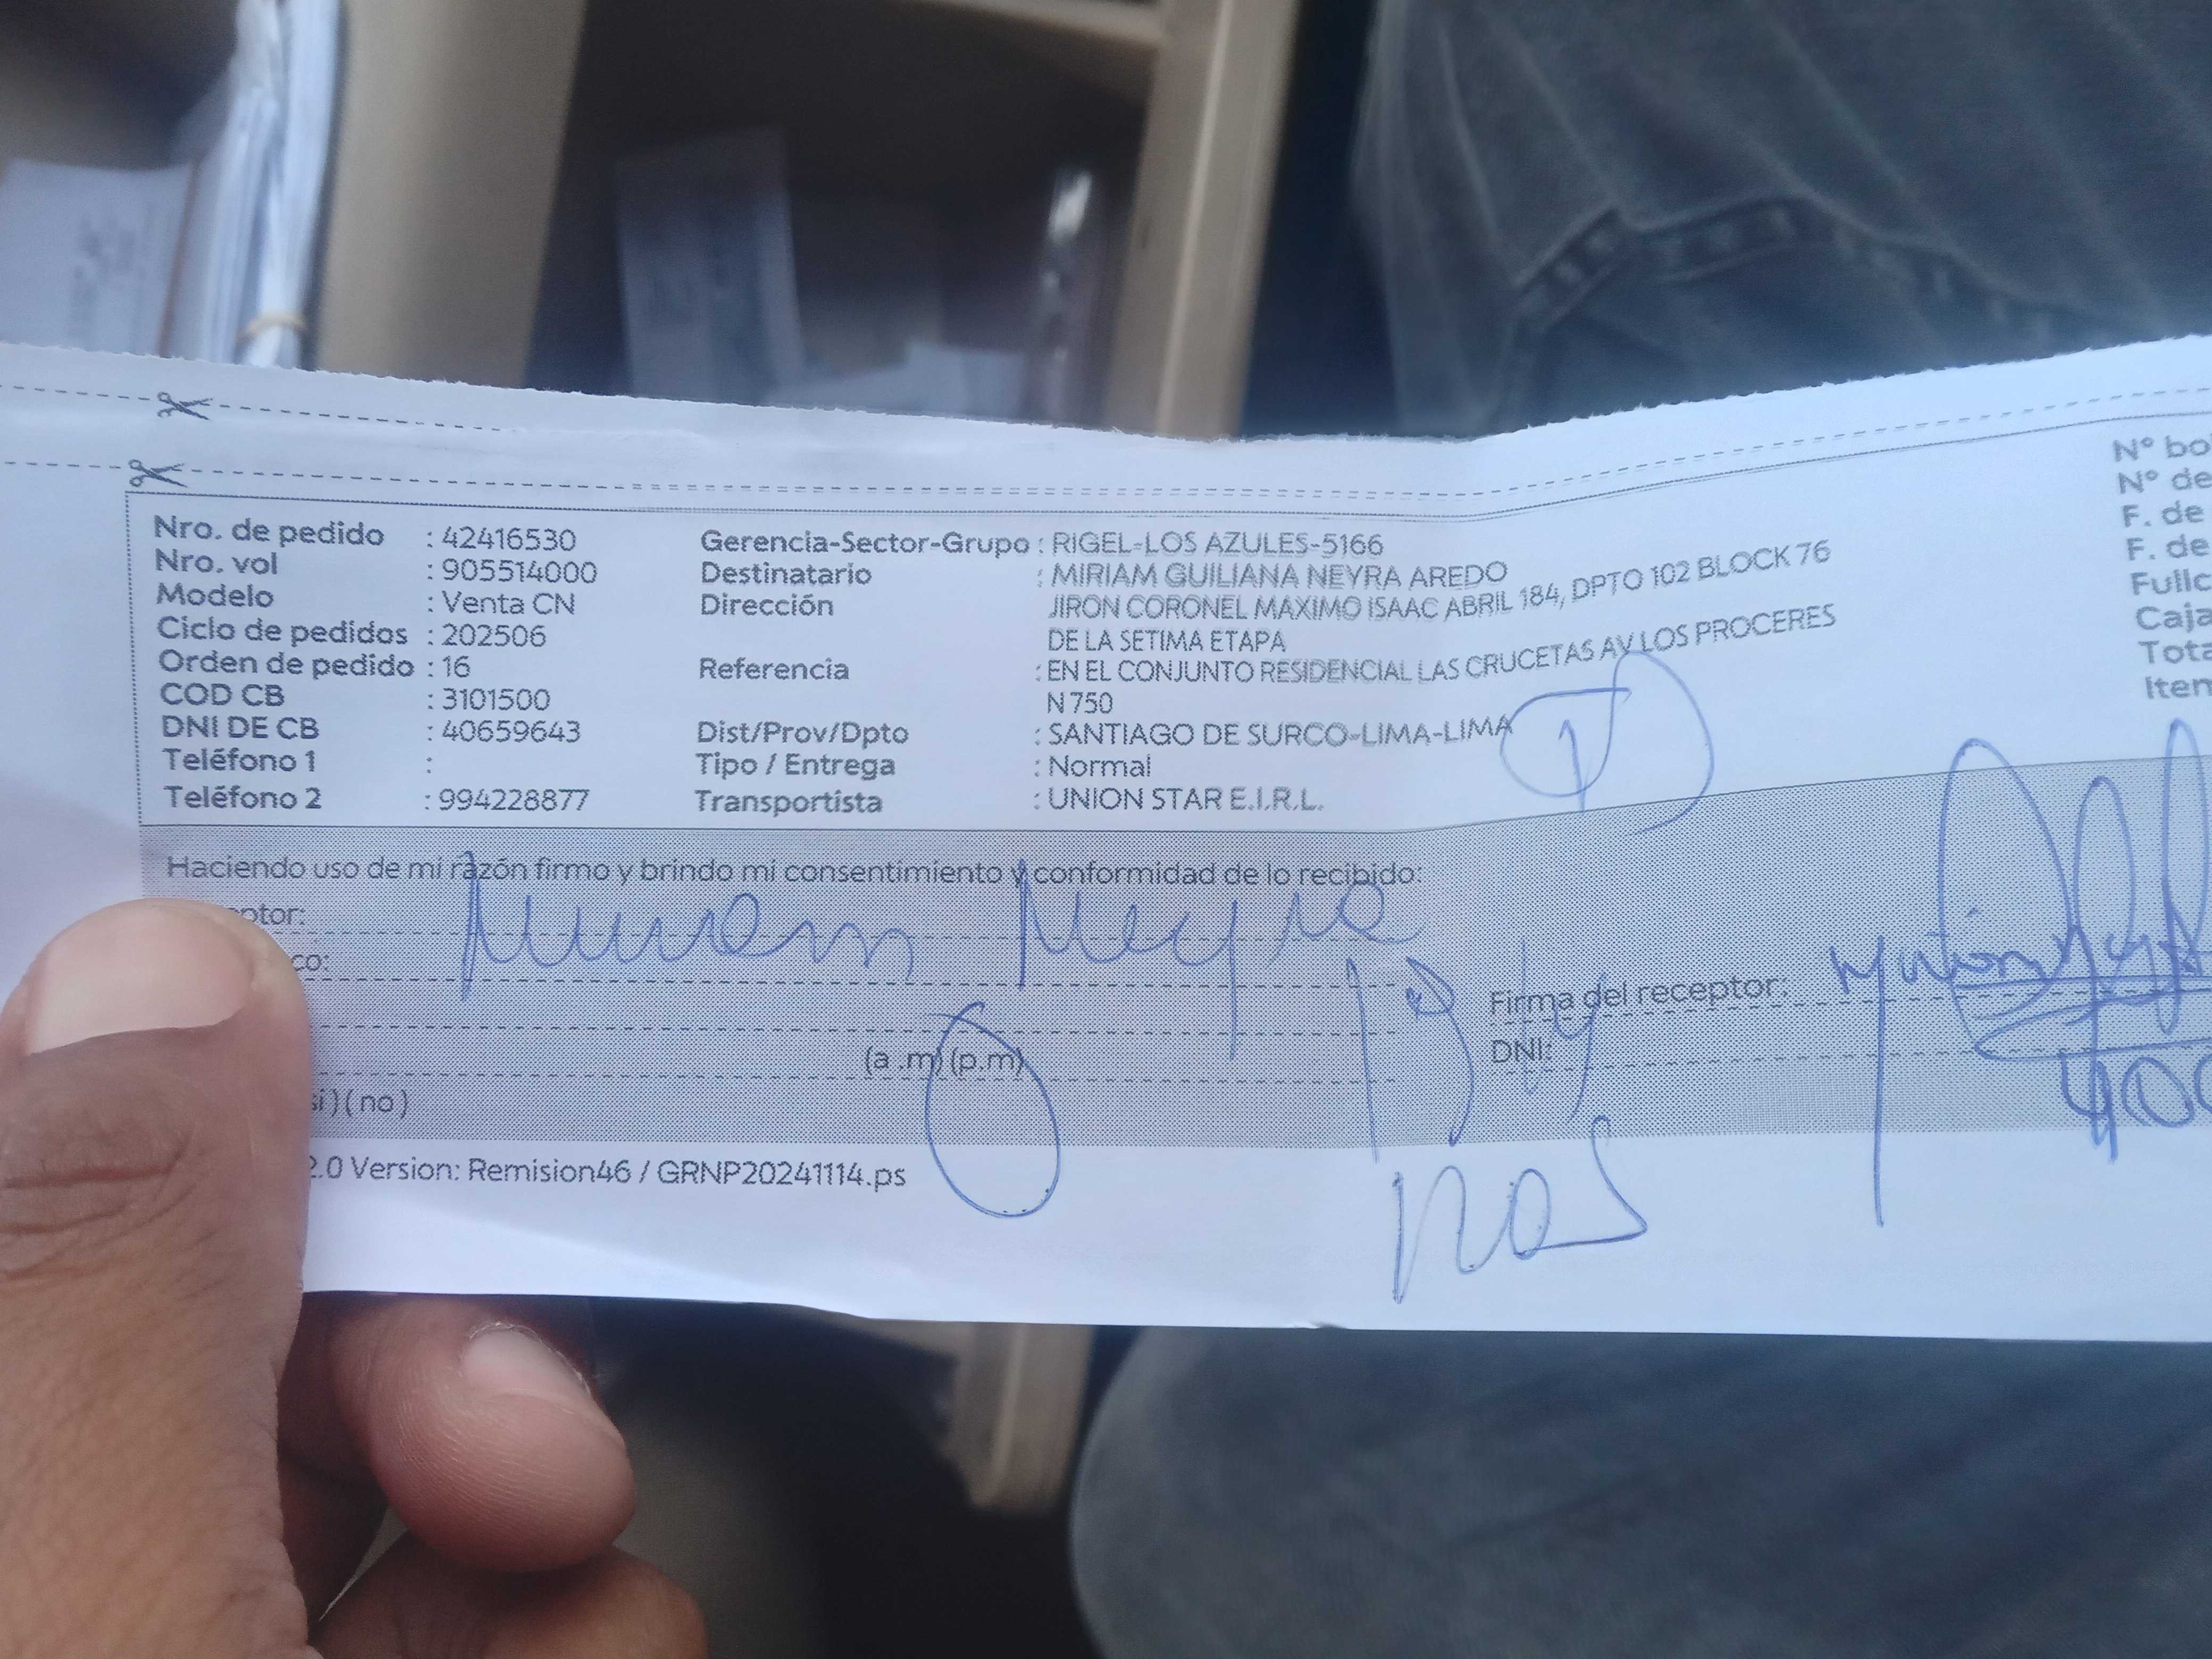 Nro. de pedido : 42416530
Nro. vol : 905514000
Modelo : Venta CN
Ciclo de pedidos : 202506
Orden de pedido : 16
COD CB : 3101500
DNI DE CB : 40659643
Teléfono 1 :
Teléfono 2 : 994228877
Gerencia-Sector-Grupo : RIGEL-LOS AZULES-5166
Destinatario : MIRIAM GUILIANA NEYRA AREDO
Dirección JIRON CORONEL MAXIMO ISAAC ABRIL 184, DPTO 102 BLOCK 76
DE LA SETIMA ETAPA
Referencia : EN EL CONJUNTO RESIDENCIAL LAS CRUCETAS AV LOS PROCERES
N 750
Dist/Prov/Dpto : SANTIAGO DE SURCO-LIMA-LIMA
Tipo / Entrega : Normal
Transportista : UNION STAR E.I.R.L.
N° bo
N° de
F. de
F. de
Fullc
Caja
Tota
Item
Haciendo uso de mi razón firmo y brindo mi consentimiento y conformidad de lo recibido:
ptor: Miriam Neyra
co:
Firma del receptor:
(a .m) (p.m)
DNI: 40
si ) ( no )
2.0 Version: Remision46 / GRNP20241114.ps